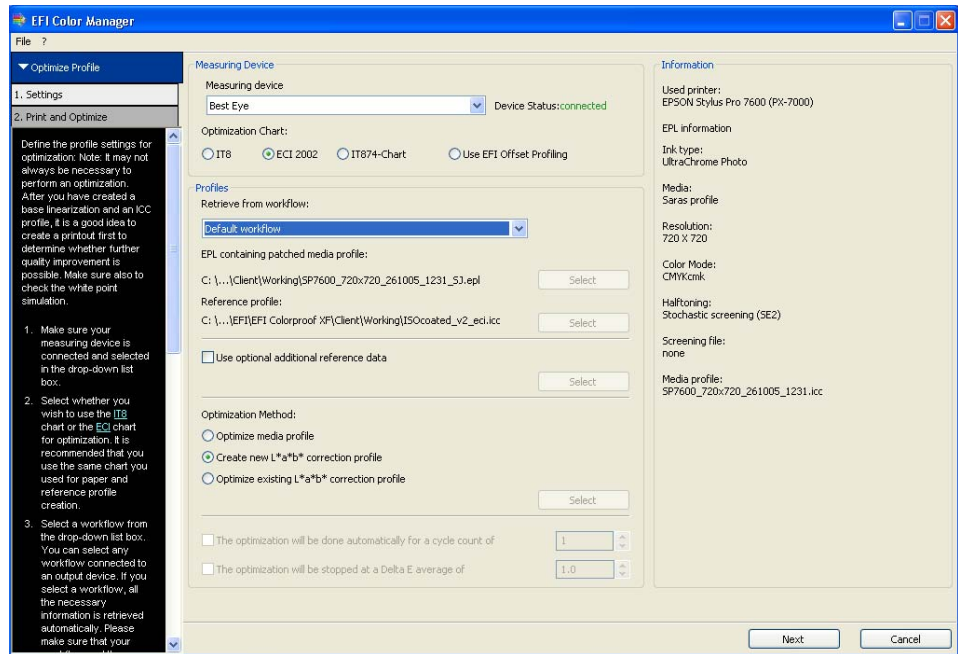 EFI Color Manager
File ?
Optimize Profile
1. Settings
2. Print and Optimize
Define the profile settings for
optimization: Note: It may not
always be necessary to
perform an optimization.
After you have created a
base linearization and an ICC
profile, it is a good idea to
create a printout first to
determine whether further
quality improvement is
possible. Make sure also to
check the white point
simulation.
1. Make sure your
measuring device is
connected and selected
in the drop-down list
box.
2. Select whether you
wish to use the IT8
chart or the ECI chart
for optimization. It is
recommended that you
use the same chart you
used for paper and
reference profile
creation.
3. Select a workflow from
the drop-down list box.
You can select any
workflow connected to
an output device. If you
select a workflow, all
the necessary
information is retrieved
automatically. Please
make sure that your
Measuring Device
Measuring device
Best Eye
Device Status:connected
Optimization Chart:
IT8 ECI 2002 IT874-Chart Use EFI Offset Profiling
Profiles
Retrieve from workflow:
Default workflow
EPL containing patched media profile:
C: \...\Client\Working\SP7600_720x720_261005_1231_SJ.epl Select
Reference profile:
C: \...\EFI\EFI Colorproof XF\Client\Working\ISOcoated_v2_eci.icc Select
Use optional additional reference data
Select
Optimization Method:
Optimize media profile
Create new L*a*b* correction profile
Optimize existing L*a*b* correction profile
Select
The optimization will be done automatically for a cycle count of 1
The optimization will be stopped at a Delta E average of 1.0
Information
Used printer:
EPSON Stylus Pro 7600 (PX-7000)
EPL information
Ink type:
UltraChrome Photo
Media:
Saras profile
Resolution:
720 X 720
Color Mode:
CMYKcmk
Halftoning:
Stochastic screening (SE2)
Screening file:
none
Media profile:
SP7600_720x720_261005_1231.icc
Next Cancel